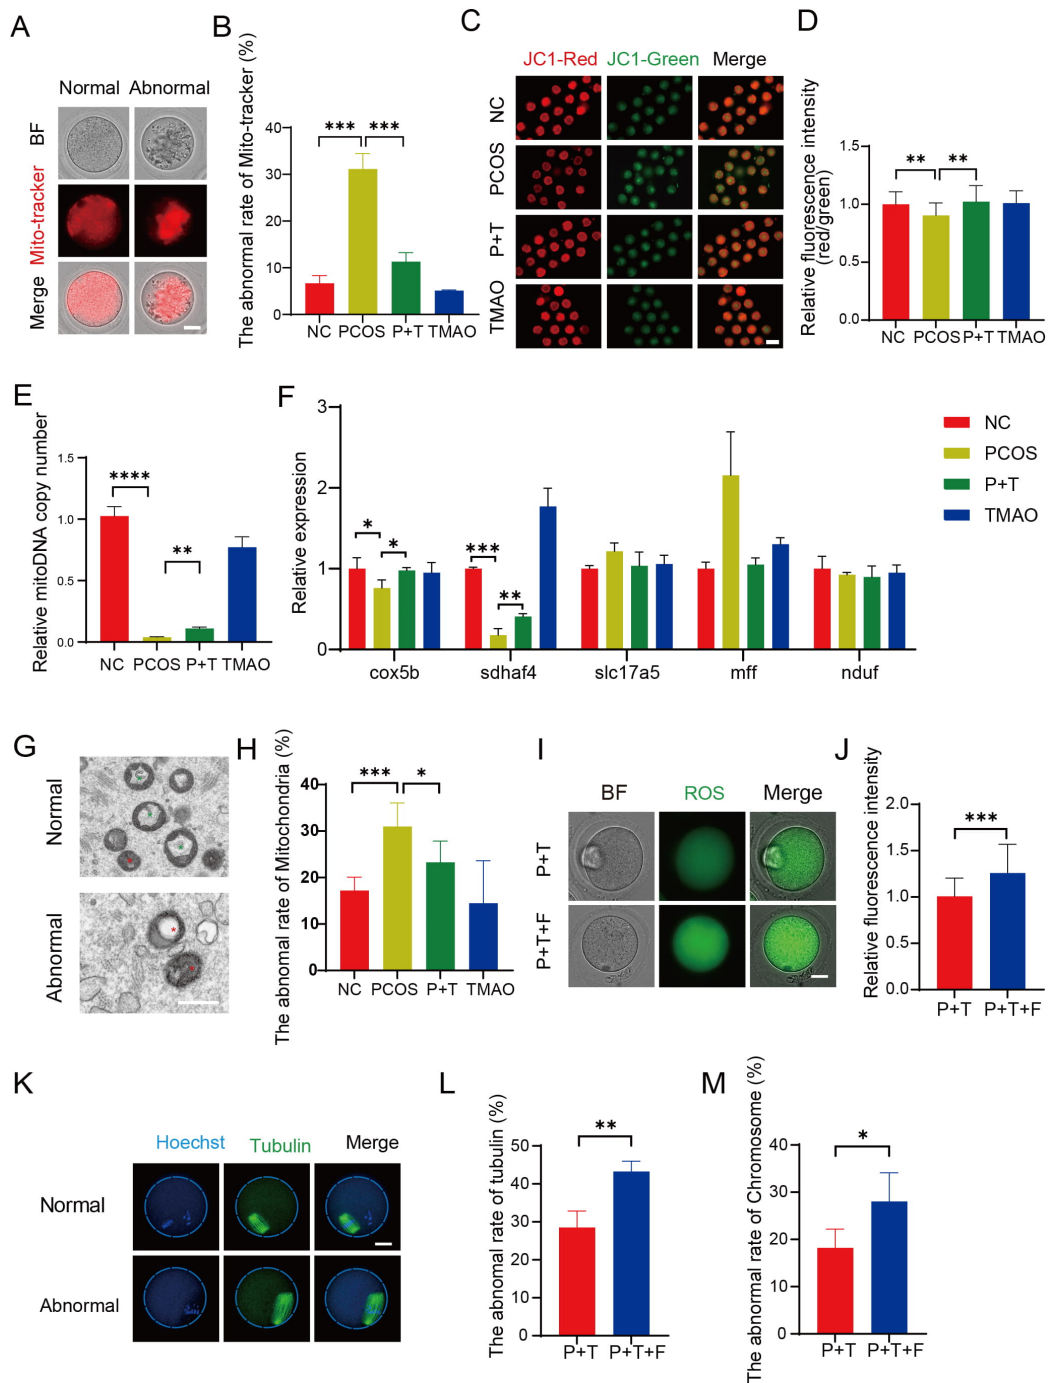 A
Normal Abnormal
BF
Mito-tracker
Merge
B
The abnormal rate of Mito-tracker (%)
40
30
20
10
0
*** ***
NC PCOS P+T TMAO
C
JC1-Red JC1-Green Merge
NC
PCOS
P+T
TMAO
D
Relative fluorescence intensity
(red/green)
1.5
1.0
0.5
0.0
** **
NC PCOS P+T TMAO
E
Relative mitoDNA copy number
1.5
1.0
0.5
0.0
****
**
NC PCOS P+T TMAO
F
Relative expression
3
2
1
0
* * *** **
cox5b sdhaf4 slc17a5 mff nduf
NC
PCOS
P+T
TMAO
G
Normal
Abnormal
H
The abnomal rate of Mitochondria (%)
40
30
20
10
0
*** *
NC PCOS P+T TMAO
I
BF ROS Merge
P+T
P+T+F
J
Relative fluorescence intensity
2.0
1.5
1.0
0.5
0.0
***
P+T P+T+F
K
Hoechst Tubulin Merge
Normal
Abnormal
L
The abnomal rate of tubulin (%)
50
40
30
20
10
0
**
P+T P+T+F
M
The abnormal rate of Chromosome (%)
40
30
20
10
0
*
P+T P+T+F